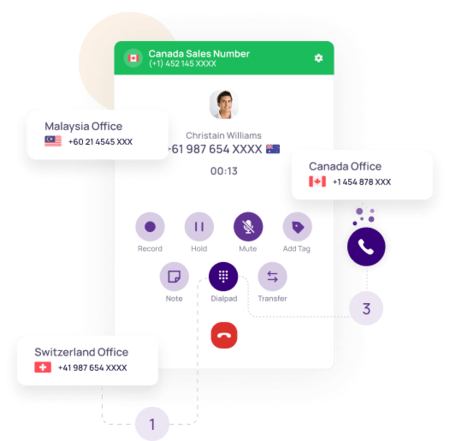 Canada Sales Number
(+1) 452 145 XXXX
Malaysia Office
+60 21 4545 XXX
Christain Williams
-61 987 654 XXXX
00:13
Canada Office
+1 454 878 XXX
Record
Hold
Mute
Add Tag
Note
Dialpad
Transfer
3
Switzerland Office
+41 987 654 XXXX
1